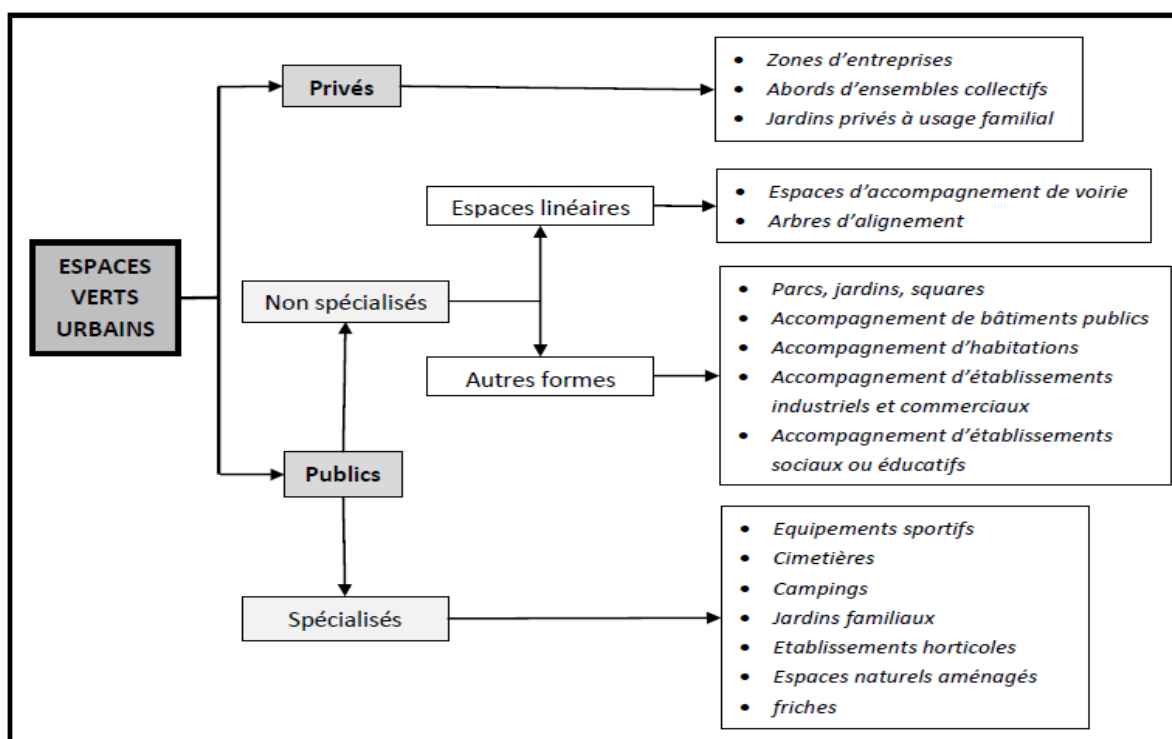 ESPACES
VERTS
URBAINS
Privés
• Zones d’entreprises
• Abords d’ensembles collectifs
• Jardins privés à usage familial
Publics
Non spécialisés
Espaces linéaires
• Espaces d’accompagnement de voirie
• Arbres d’alignement
Autres formes
• Parcs, jardins, squares
• Accompagnement de bâtiments publics
• Accompagnement d’habitations
• Accompagnement d’établissements
industriels et commerciaux
• Accompagnement d’établissements
sociaux ou éducatifs
Spécialisés
• Equipements sportifs
• Cimetières
• Campings
• Jardins familiaux
• Etablissements horticoles
• Espaces naturels aménagés
• friches